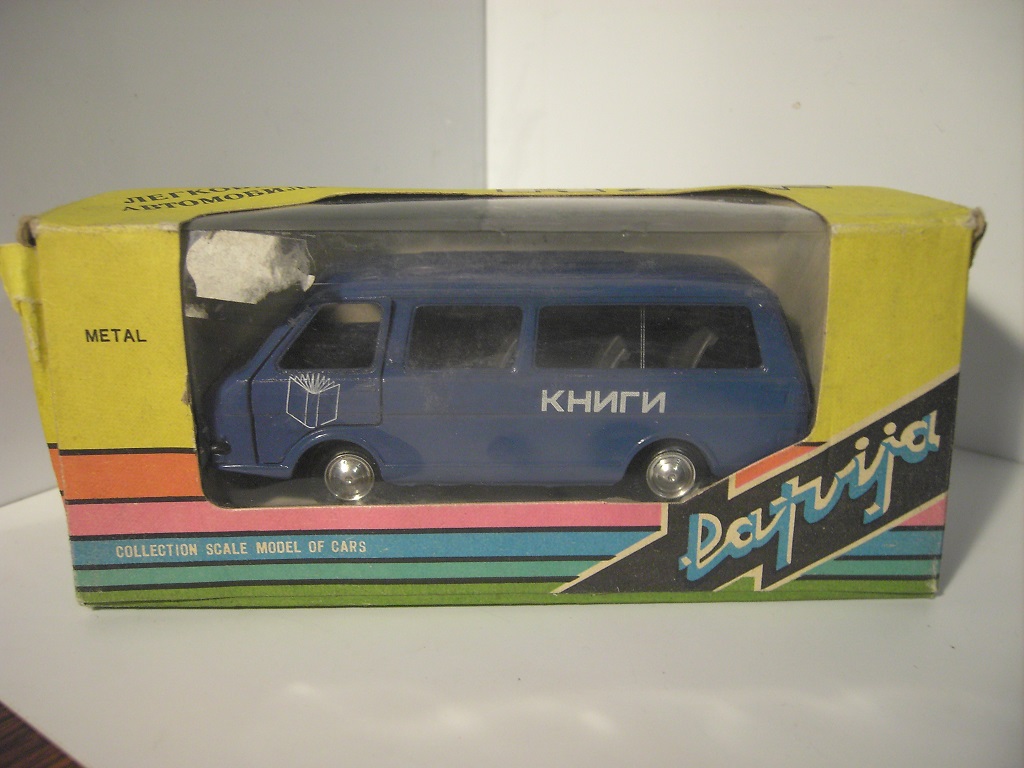 METAL
КНИГИ
COLLECTION SCALE MODEL OF CARS
Latvija